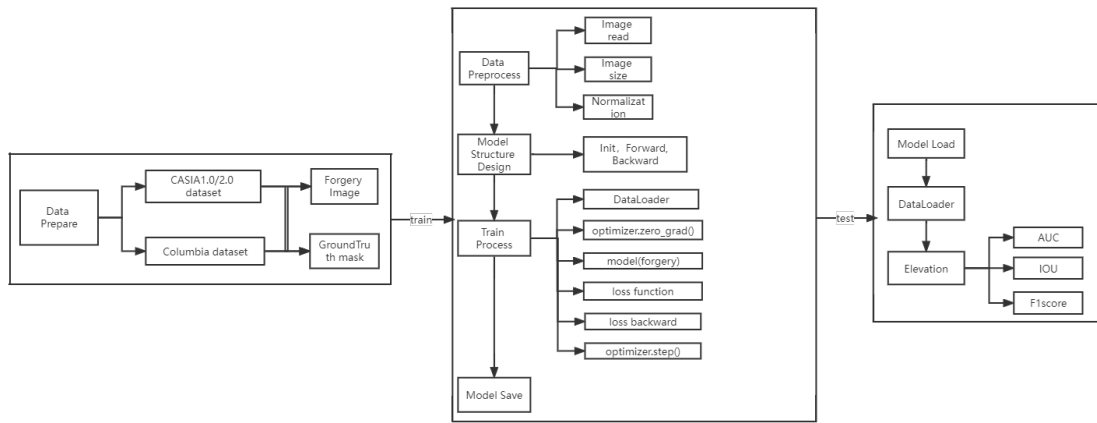 Data
Prepare
CASIA1.0/2.0
dataset
Columbia dataset
Forgery
Image
GroundTru
th mask
train
Data
Preprocess
Image
read
Image
size
Normalizat
ion
Model
Structure
Design
Init, Forward,
Backward
Train
Process
DataLoader
optimizer.zero_grad()
model(forgery)
loss function
loss backward
optimizer.step()
Model Save
test
Model Load
DataLoader
Elevation
AUC
IOU
F1score